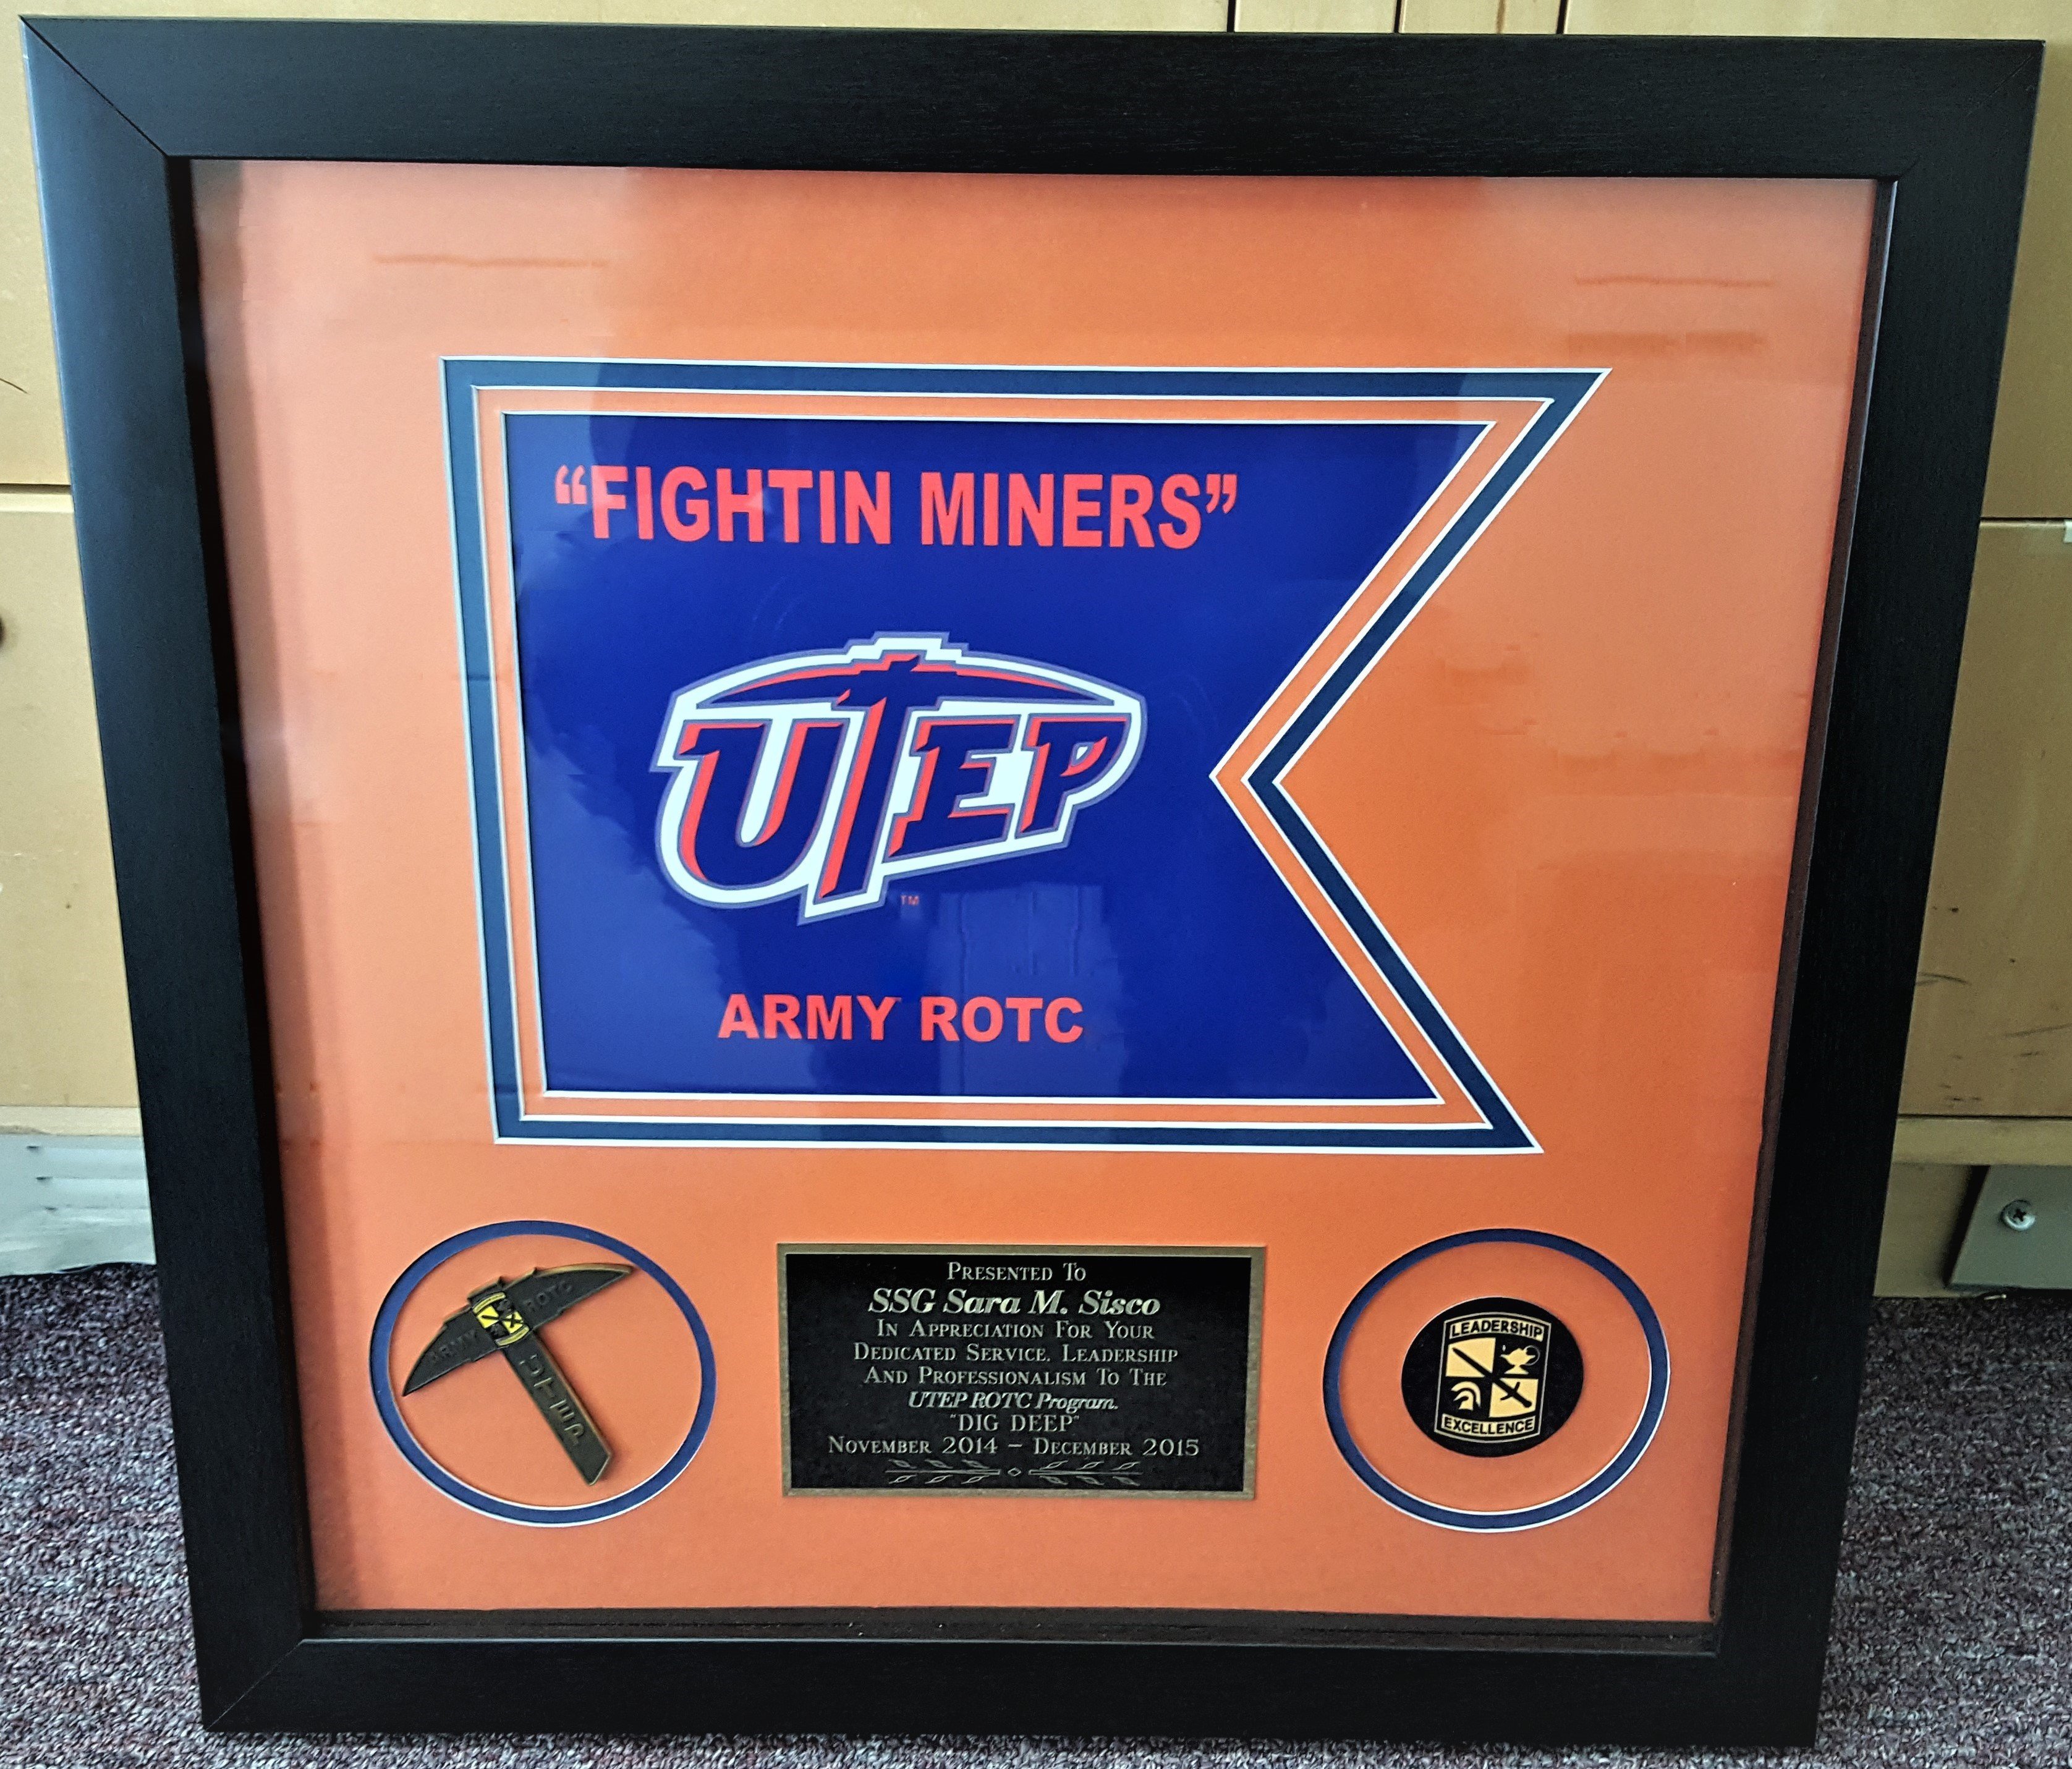 “FIGHTIN MINERS”
UTEP
TM
ARMY ROTC
ARMY ROTC
UTEP
PRESENTED TO
SSG Sara M. Sisco
IN APPRECIATION FOR YOUR
DEDICATED SERVICE, LEADERSHIP
AND PROFESSIONALISM TO THE
UTEP ROTC Program.
"DIG DEEP"
NOVEMBER 2014 – DECEMBER 2015
LEADERSHIP
EXCELLENCE